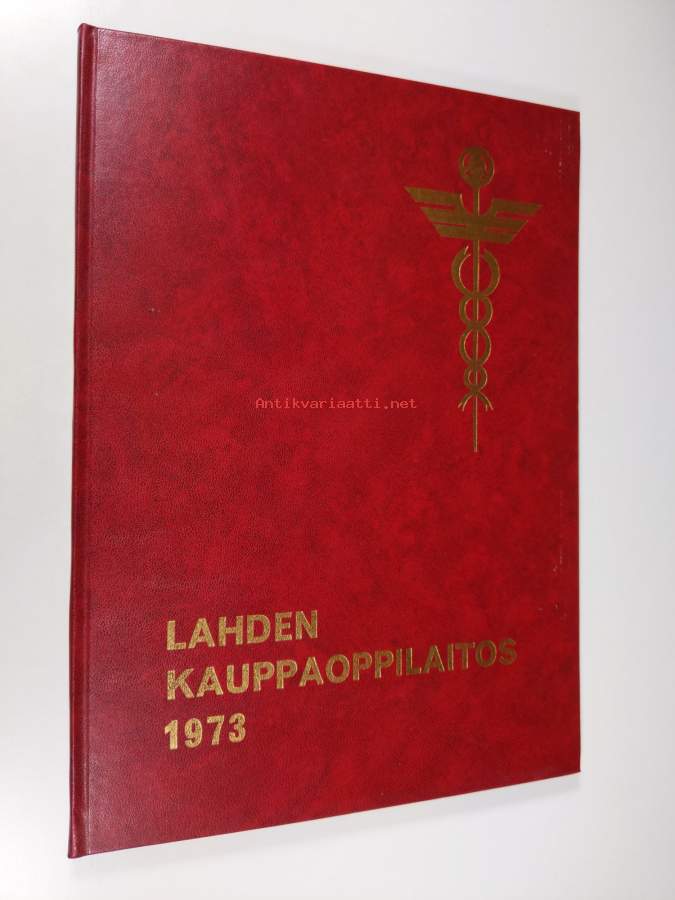 Antikvariaatti.net
LAHDEN
KAUPPAOPPILAITOS
1973